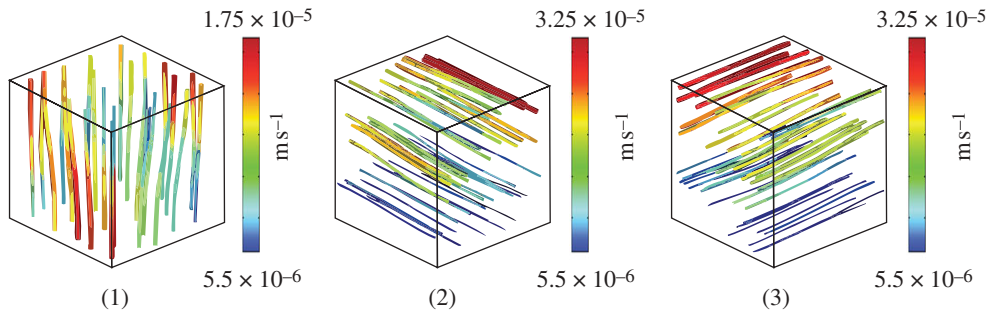 1.75 × 10⁻⁵
ms⁻¹
5.5 × 10⁻⁶
(1)
3.25 × 10⁻⁵
ms⁻¹
5.5 × 10⁻⁶
(2)
3.25 × 10⁻⁵
ms⁻¹
5.5 × 10⁻⁶
(3)